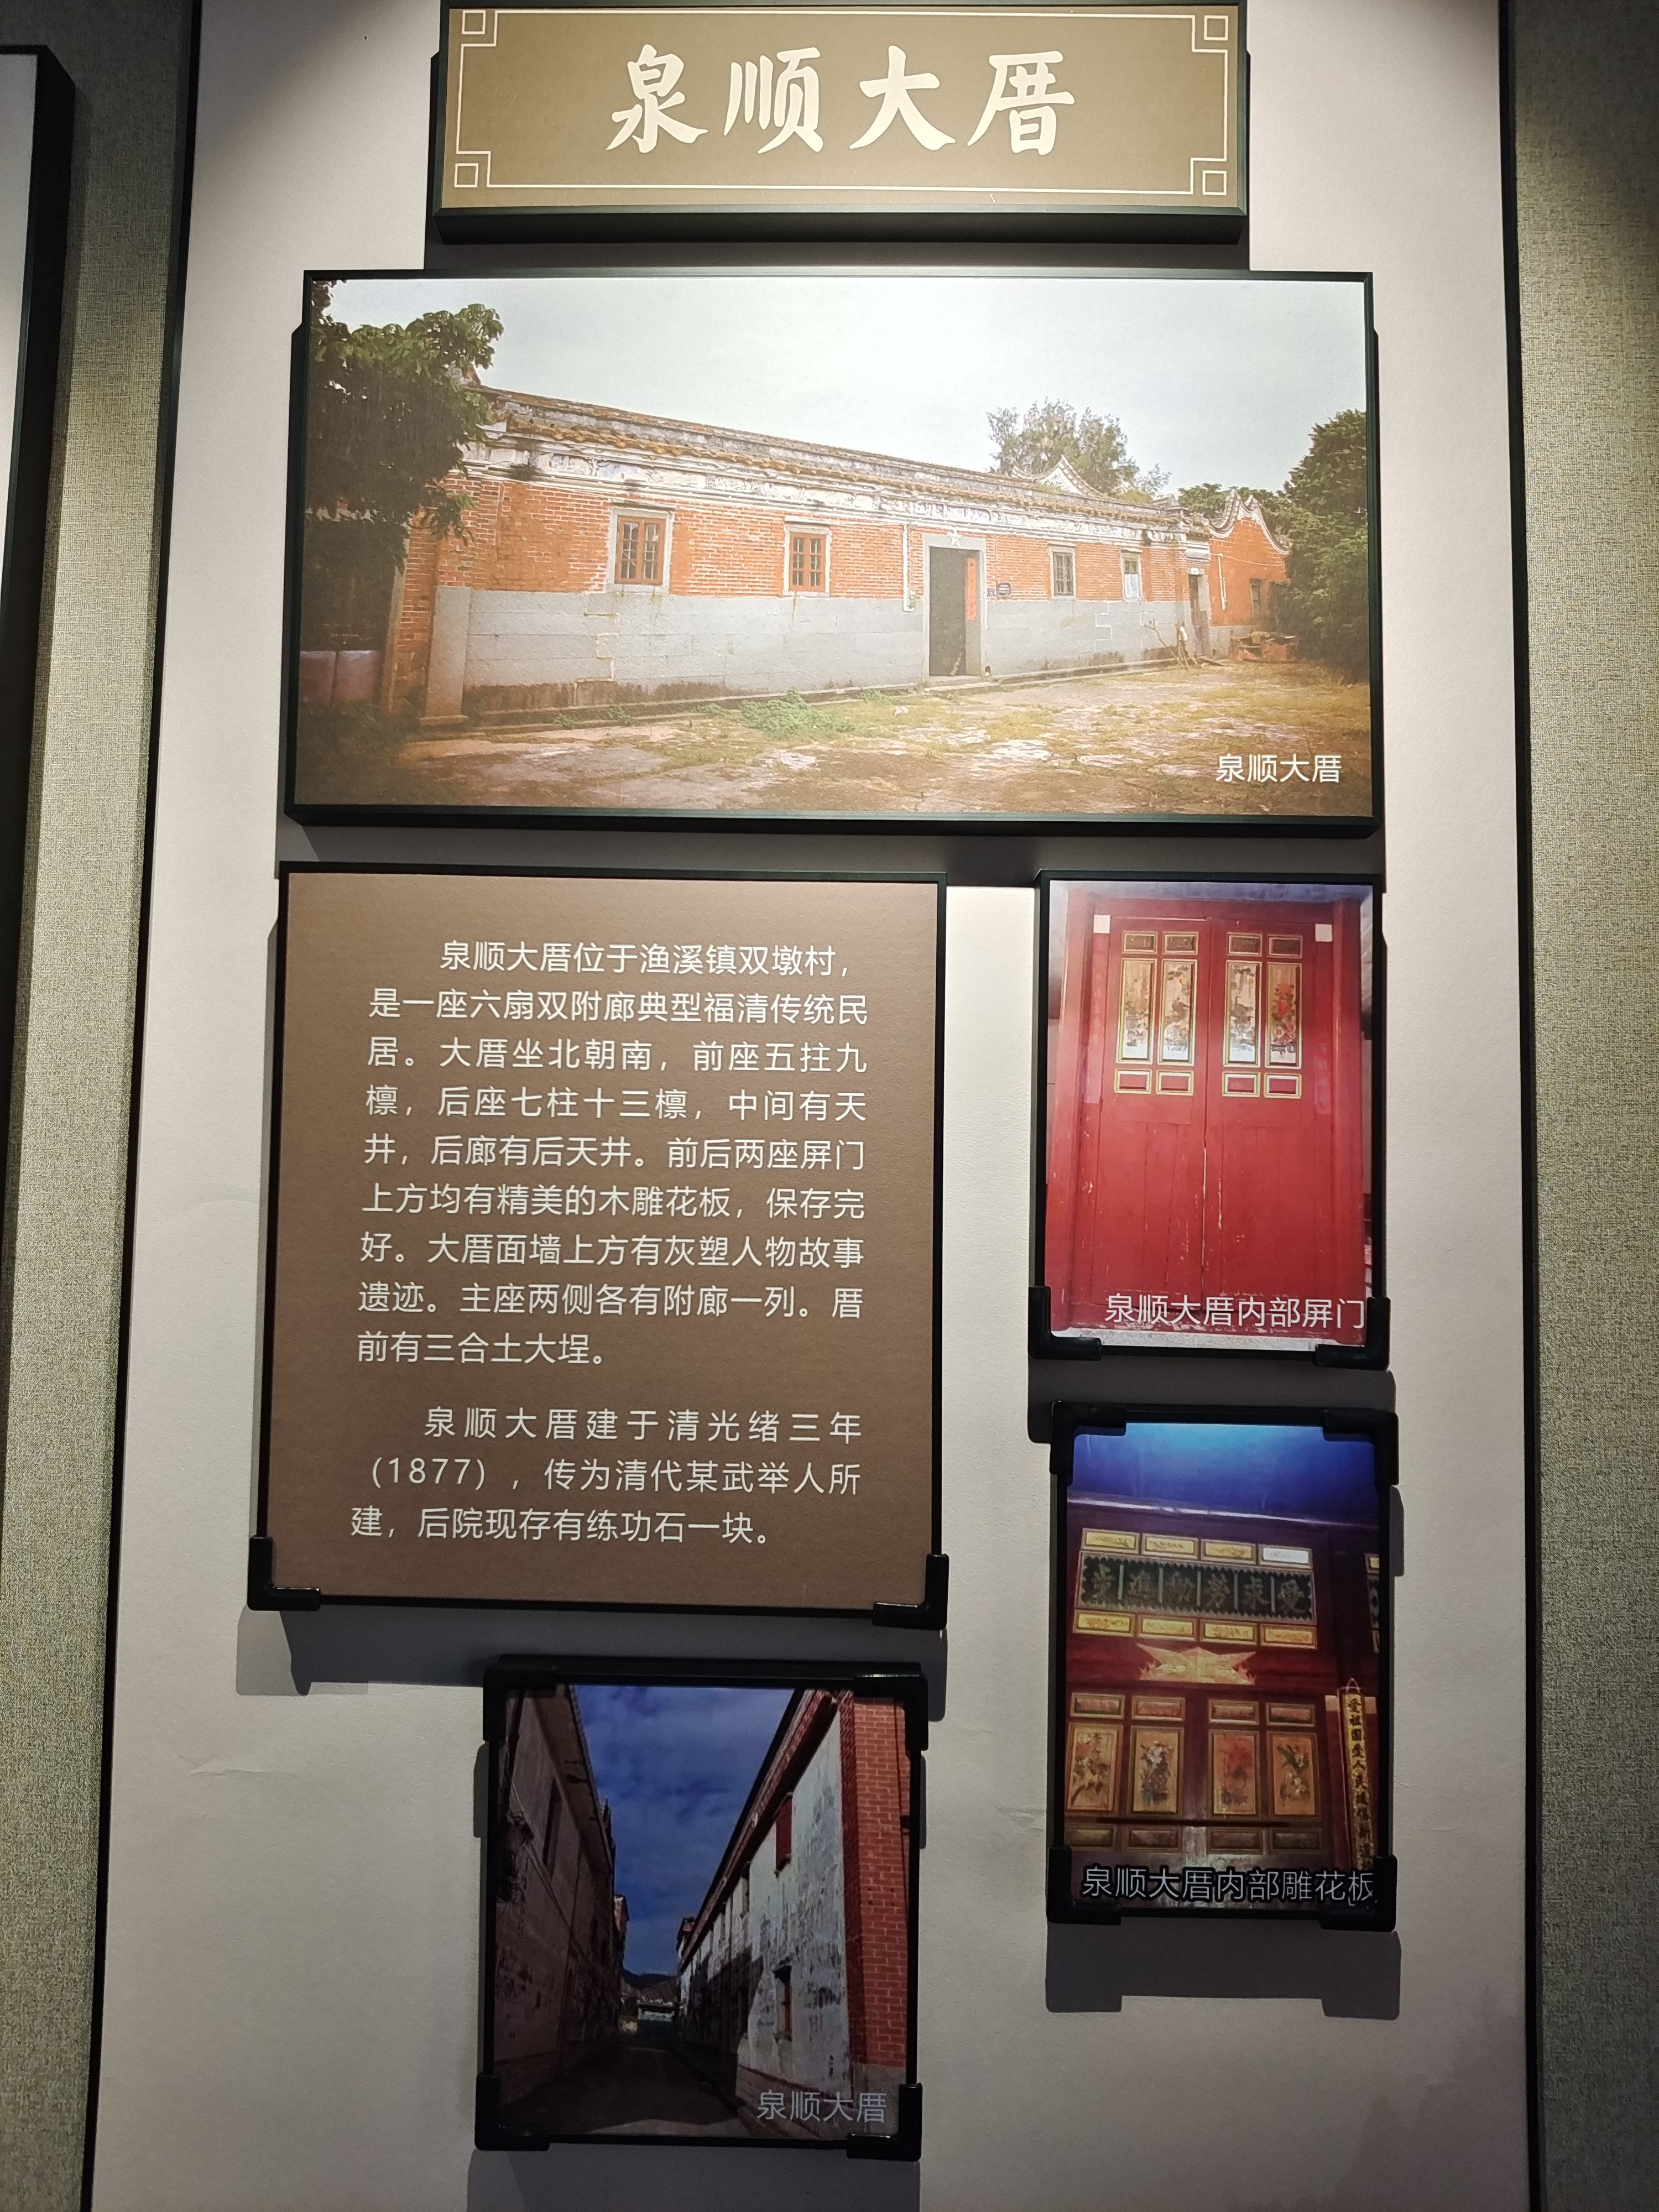 泉顺大厝
泉顺大厝
泉顺大厝位于渔溪镇双墩村，
是一座六扇双附廊典型福清传统民
居。大厝坐北朝南，前座五拄九
檩，后座七柱十三檩，中间有天
井，后廊有后天井。前后两座屏门
上方均有精美的木雕花板，保存完
好。大厝面墙上方有灰塑人物故事
遗迹。主座两侧各有附廊一列。厝
前有三合土大埕。
泉顺大厝建于清光绪三年
(1877)，传为清代某武举人所
建，后院现存有练功石一块。
泉顺大厝内部屏门
泉顺大厝内部雕花板
泉顺大厝